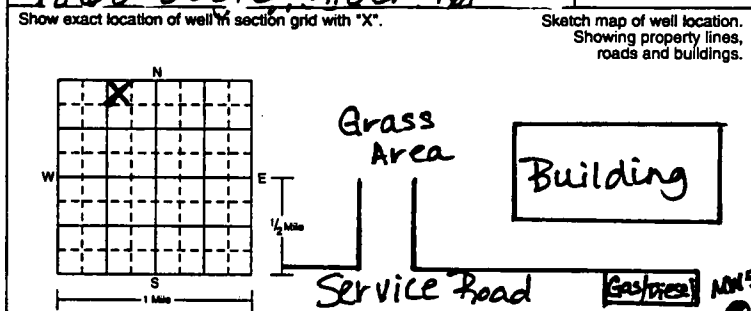 Show exact location of well in section grid with "X".
Sketch map of well location.
Showing property lines,
roads and buildings.
N
W
E
S
1/2 Mile
1 Mile
Grass
Area
Building
Service Road
Gas/Diesel